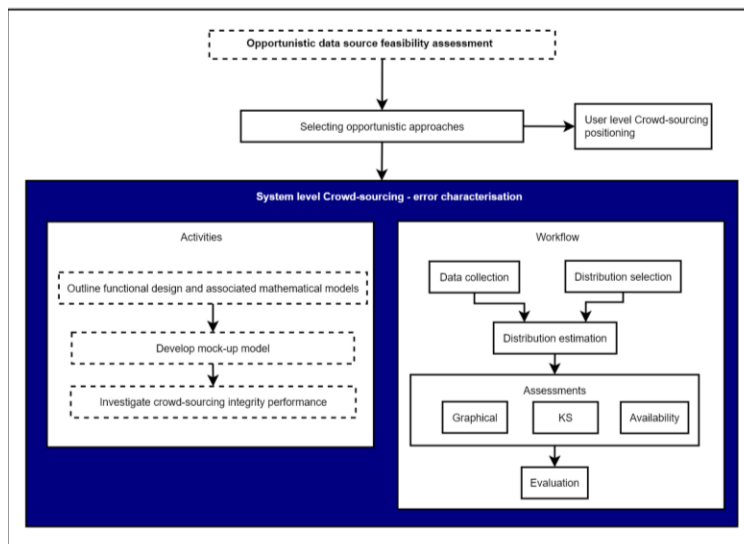 Opportunistic data source feasibility assessment
Selecting opportunistic approaches
User level Crowd-sourcing
positioning
System level Crowd-sourcing - error characterisation
Activities
Outline functional design and associated mathematical models
Develop mock-up model
Investigate crowd-sourcing integrity performance
Workflow
Data collection
Distribution selection
Distribution estimation
Assessments
Graphical
KS
Availability
Evaluation